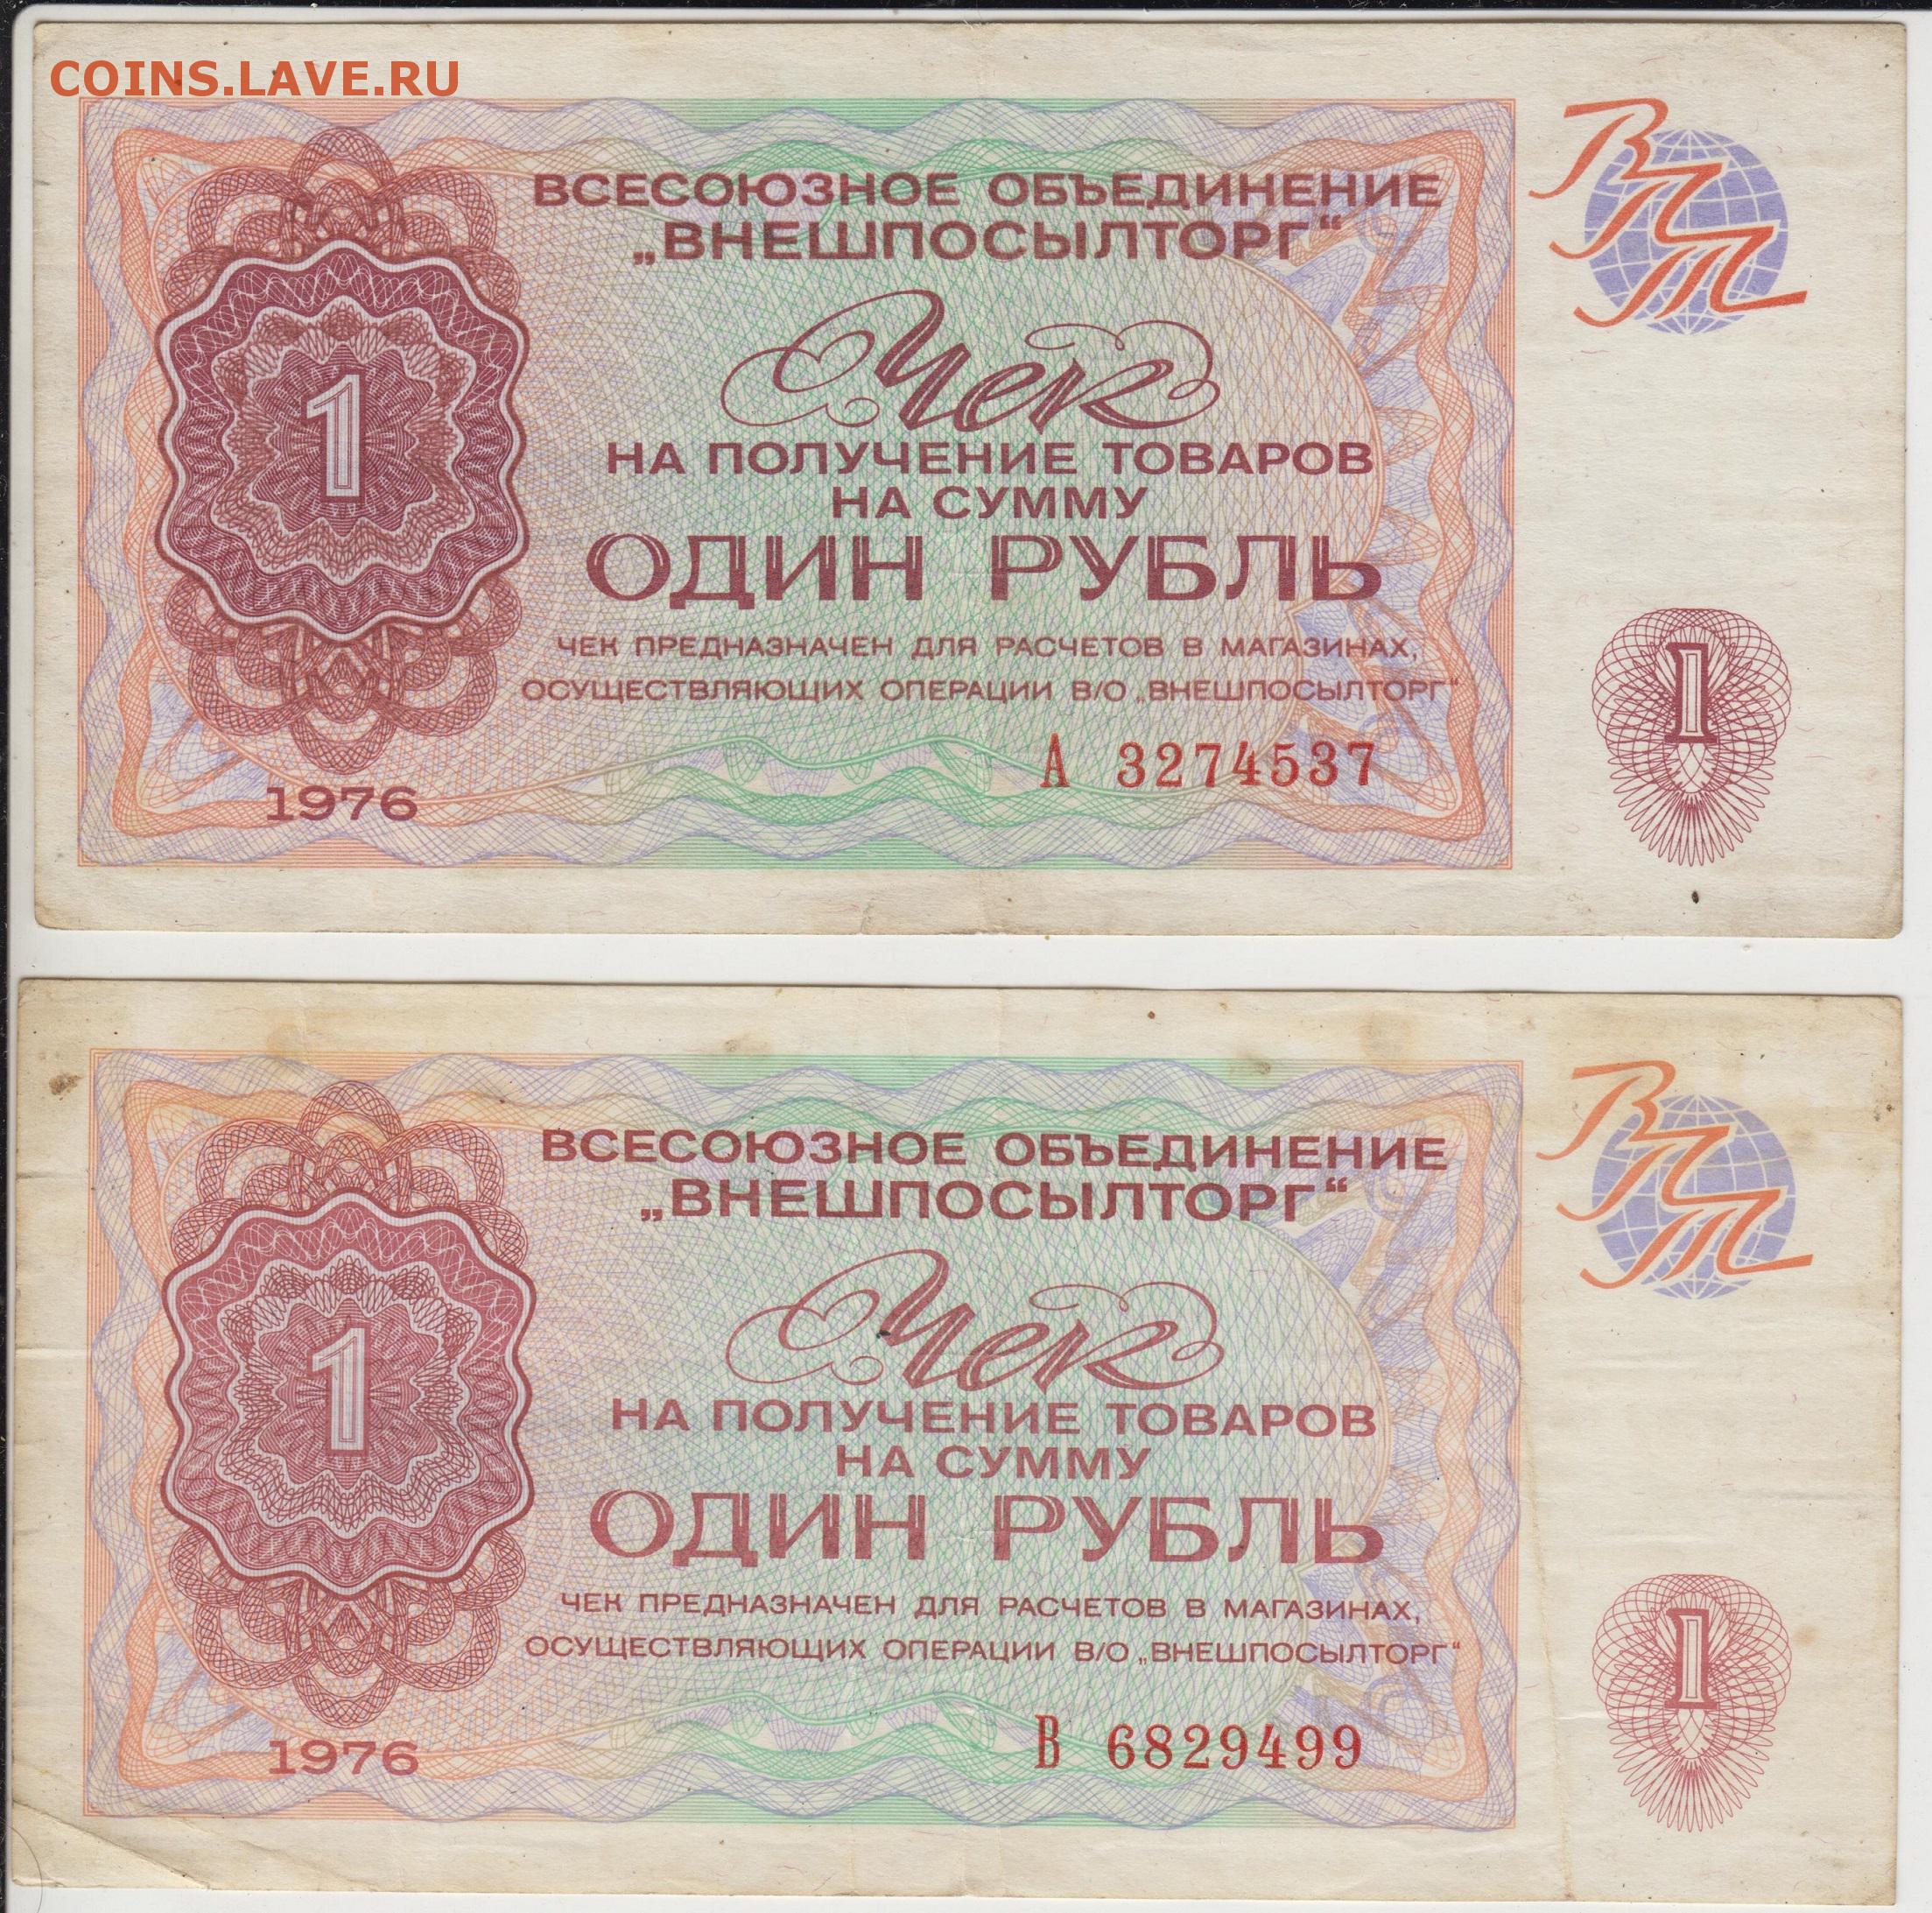 COINS.LAVE.RU
ВСЕСОЮЗНОЕ ОБЪЕДИНЕНИЕ
„ВНЕШПОСЫЛТОРГ“
ВПТ
Чек
1
НА ПОЛУЧЕНИЕ ТОВАРОВ
НА СУММУ
ОДИН РУБЛЬ
ЧЕК ПРЕДНАЗНАЧЕН ДЛЯ РАСЧЕТОВ В МАГАЗИНАХ,
ОСУЩЕСТВЛЯЮЩИХ ОПЕРАЦИИ В/О „ВНЕШПОСЫЛТОРГ“
1
А 3274537
1976
ВСЕСОЮЗНОЕ ОБЪЕДИНЕНИЕ
„ВНЕШПОСЫЛТОРГ“
ВПТ
Чек
1
НА ПОЛУЧЕНИЕ ТОВАРОВ
НА СУММУ
ОДИН РУБЛЬ
ЧЕК ПРЕДНАЗНАЧЕН ДЛЯ РАСЧЕТОВ В МАГАЗИНАХ,
ОСУЩЕСТВЛЯЮЩИХ ОПЕРАЦИИ В/О „ВНЕШПОСЫЛТОРГ“
1
В 6829499
1976